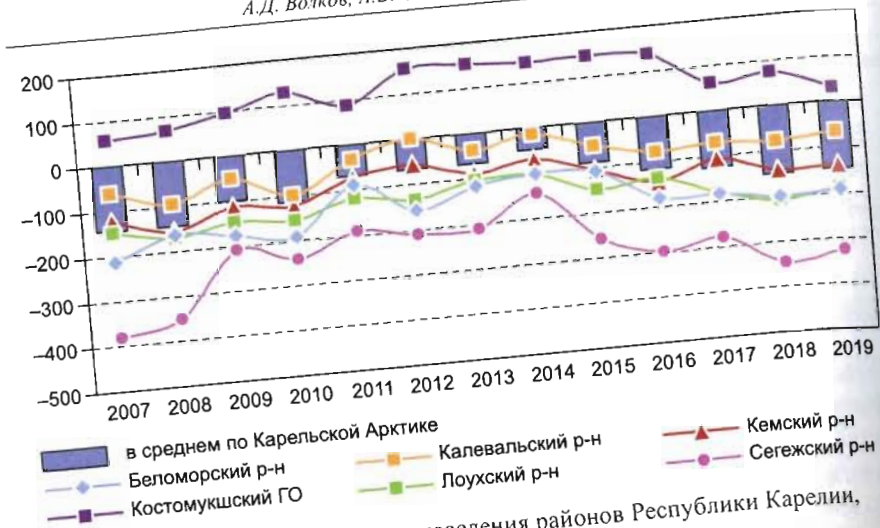 А.Д. Волков,
200
100
0
–100
–200
–300
–400
–500
2007 2008 2009 2010 2011 2012 2013 2014 2015 2016 2017 2018 2019
в среднем по Карельской Арктике
Беломорский р-н
Костомукшский ГО
Калевальский р-н
Лоухский р-н
Кемский р-н
Сегежский р-н
районов Республики Карелии,